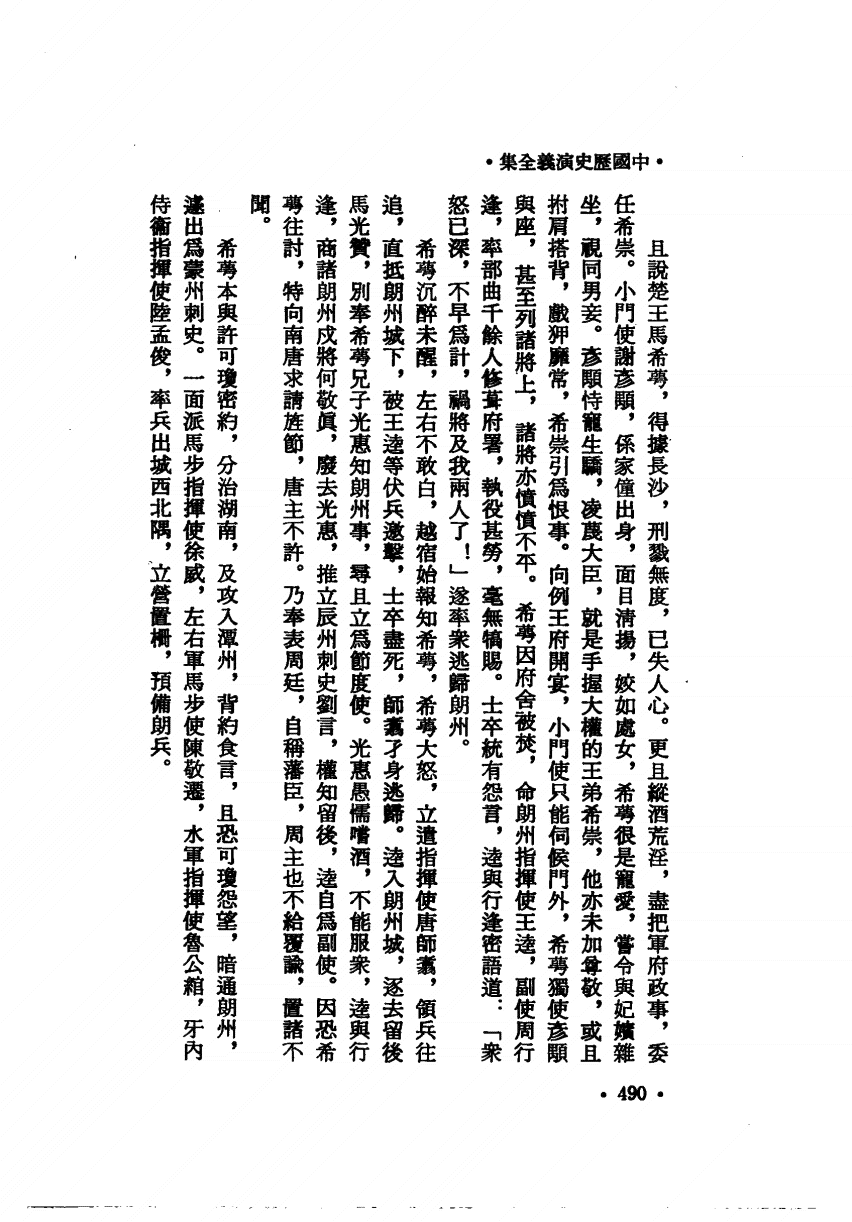 •中國歷史演義全集•
且說楚王馬希蕚，得據長沙，刑戮無度，已失人心。更且縱酒荒淫，盡把軍府政事，委
任希崇。小門使謝彥顒，係家僮出身，面目清揚，姣如處女，希蕚很是寵愛，嘗令與妃嬪雜
坐，視同男妾。彥顒恃寵生驕，凌蔑大臣，就是手握大權的王弟希崇，他亦未加尊敬，或且
拊肩搭背，戲狎靡常，希崇引爲恨事。向例王府開宴，小門使只能伺候門外，希蕚獨使彥顒
與座，甚至列諸將上，諸將亦憤憤不平。希蕚因府舍被焚，命朗州指揮使王逵，副使周行
逢，率部曲千餘人修葺府署，執役甚勞，毫無犒賜。士卒統有怨言，逵與行逢密語道：「衆
怒已深，不早爲計，禍將及我兩人了！」遂率衆逃歸朗州。
希蕚沉醉未醒，左右不敢白，越宿始報知希蕚，希蕚大怒，立遣指揮使唐師翥，領兵往
追，直抵朗州城下，被王逵等伏兵邀擊，士卒盡死，師翥孑身逃歸。逵入朗州城，逐去留後
馬光贊，別奉希蕚兄子光惠知朗州事，尋且立爲節度使。光惠愚懦嗜酒，不能服衆，逵與行
逢，商諸朗州戍將何敬眞，廢去光惠，推立辰州刺史劉言，權知留後，逵自爲副使。因恐希
蕚往討，特向南唐求請旌節，唐主不許。乃奉表周廷，自稱藩臣，周主也不給覆諭，置諸不
聞。
希蕚本與許可瓊密約，分治湖南，及攻入潭州，背約食言，且恐可瓊怨望，暗通朗州，
遽出爲蒙州刺史。一面派馬步指揮使徐威，左右軍馬步使陳敬遷，水軍指揮使魯公綰，牙內
侍衞指揮使陸孟俊，率兵出城西北隅，立營置柵，預備朗兵。
•490•